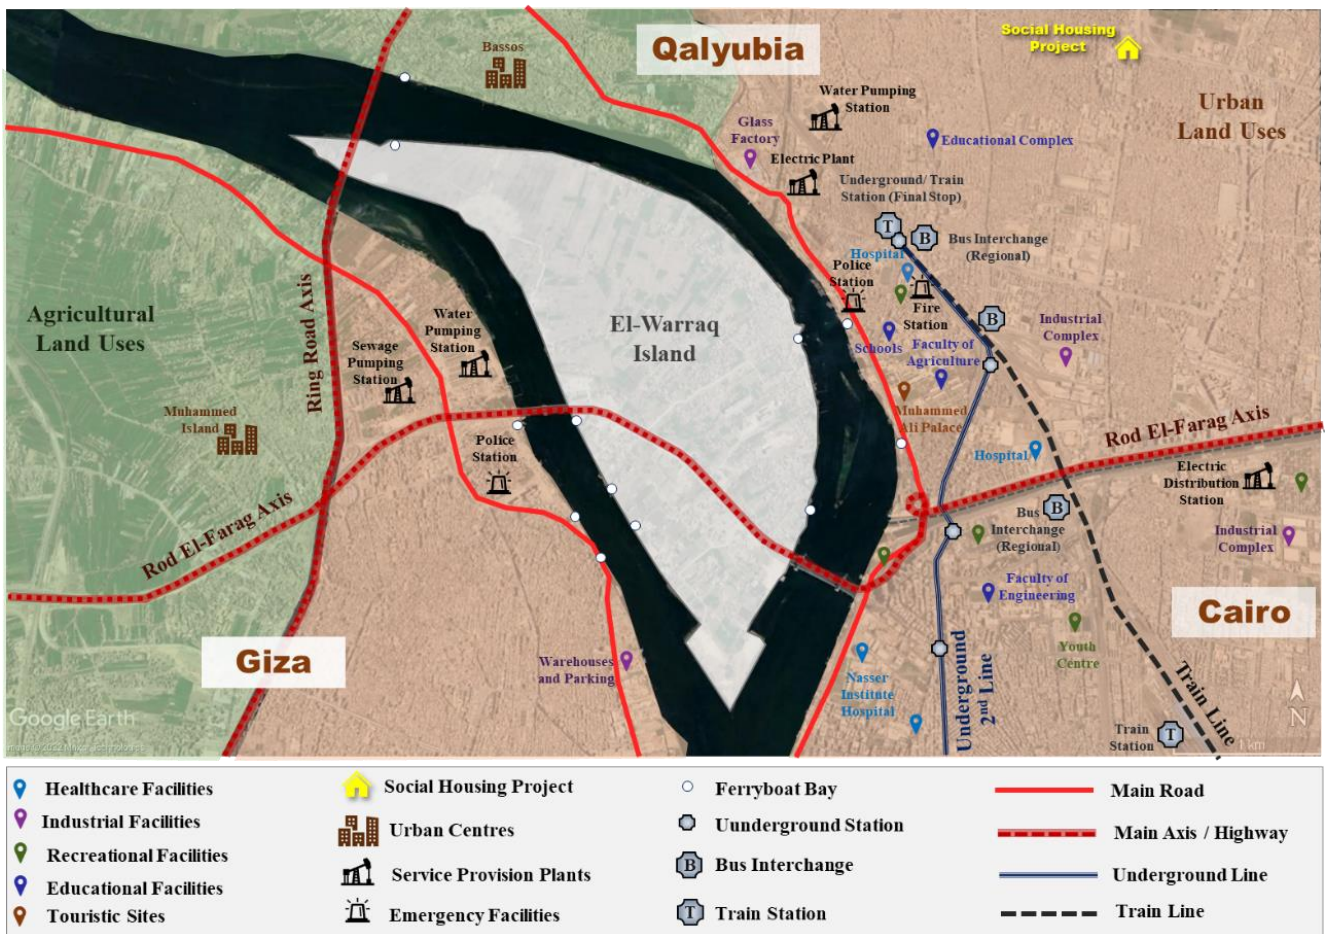 Qalyubia
Social Housing
Project
Bassos
Water Pumping
Station
Urban
Land Uses
Glass
Factory
Educational Complex
Electric Plant
Underground/ Train
Station (Final Stop)
T
B
Bus Interchange
(Regional)
Hospital
Police
Station
Fire
Station
B
Industrial
Complex
Schools
Faculty of
Agriculture
Agricultural
Land Uses
Ring Road Axis
Water
Pumping
Station
Sewage
Pumping
Station
El-Warraq
Island
Muhammed
Island
Muhammed
Ali Palace
Rod El-Farag Axis
Police
Station
Hospital
Electric
Distribution
Station
Rod El-Farag Axis
B
Bus
Interchange
(Regional)
Industrial
Complex
Faculty of
Engineering
Cairo
Giza
Youth
Centre
Warehouses
and Parking
Nasser
Institute
Hospital
Underground
2nd Line
Train Line
N
Train
Station
T
1 km
Google Earth
Healthcare Facilities
Industrial Facilities
Recreational Facilities
Educational Facilities
Touristic Sites
Social Housing Project
Urban Centres
Service Provision Plants
Emergency Facilities
Ferryboat Bay
Uunderground Station
B
Bus Interchange
T
Train Station
Main Road
Main Axis / Highway
Underground Line
Train Line